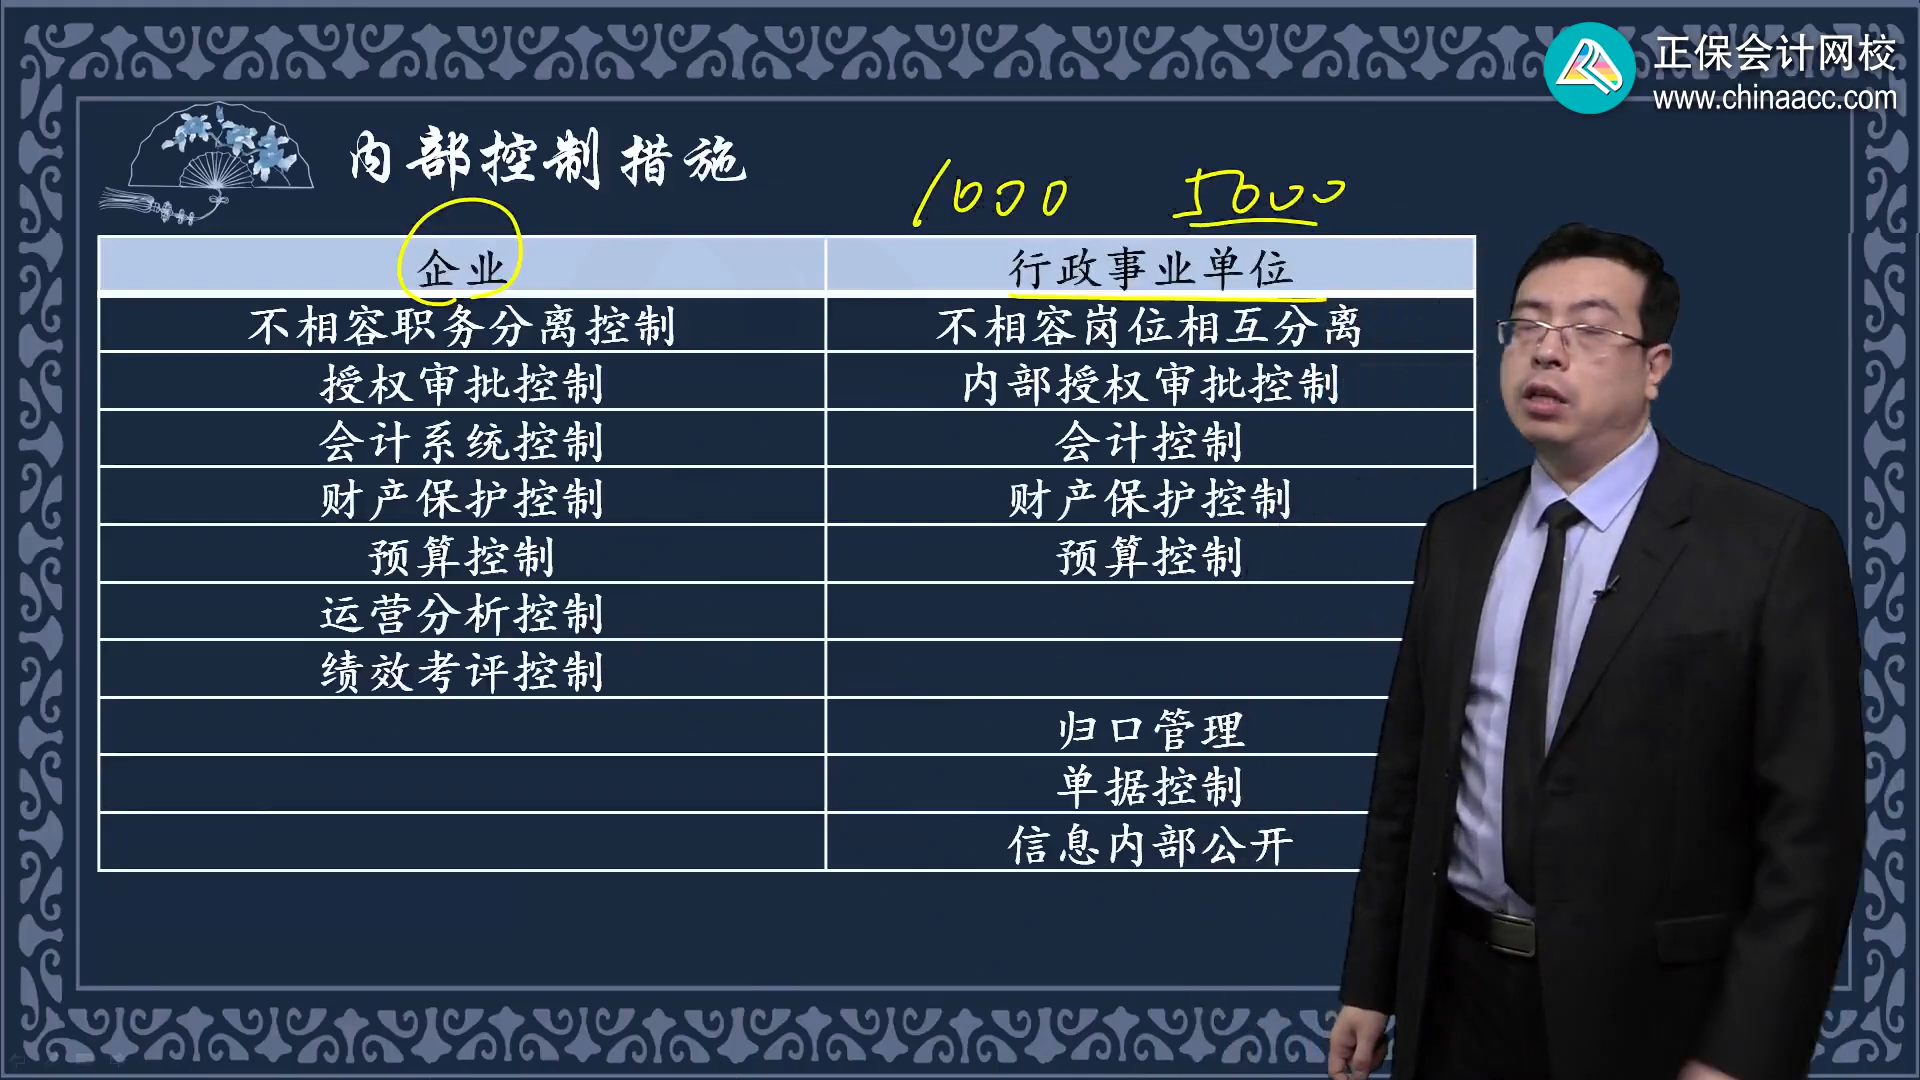 正保会计网校
www.chinaacc.com
内部控制措施
1000 5000
企业 行政事业单位
不相容职务分离控制 不相容岗位相互分离
授权审批控制 内部授权审批控制
会计系统控制 会计控制
财产保护控制 财产保护控制
预算控制 预算控制
运营分析控制
绩效考评控制
归口管理
单据控制
信息内部公开